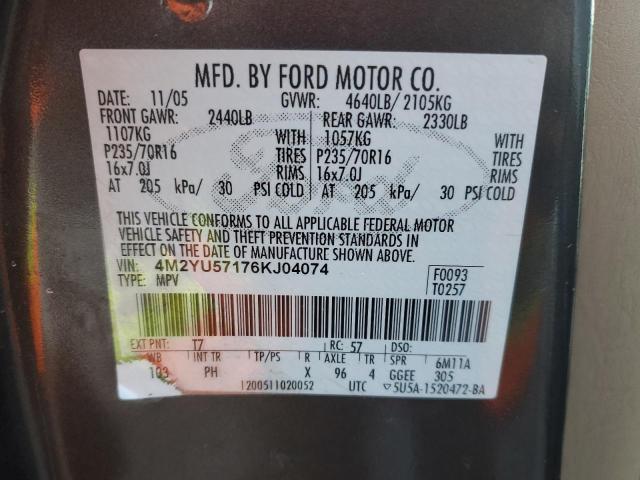 MFD. BY FORD MOTOR CO.
DATE: 11/05 GVWR: 4640LB/ 2105KG
FRONT GAWR: 2440LB REAR GAWR: 2330LB
1107KG WITH 1057KG WITH
P235/70R16 TIRES P235/70R16 TIRES
16x7.0J RIMS 16x7.0J RIMS
AT 205 kPa/ 30 PSI COLD AT 205 kPa/ 30 PSI COLD
THIS VEHICLE CONFORMS TO ALL APPLICABLE FEDERAL MOTOR
VEHICLE SAFETY AND THEFT PREVENTION STANDARDS IN
EFFECT ON THE DATE OF MANUFACTURE SHOWN ABOVE.
VIN: 4M2YU57176KJ04074 F0093
TYPE: MPV T0257
EXT PNT: T7 RC: 57 DSO:
WB INT TR TP/PS R AXLE TR SPR 6M11A
103 PH X 96 4 GGEE 305
1200511020052 UTC ▽5U5A-1520472-BA